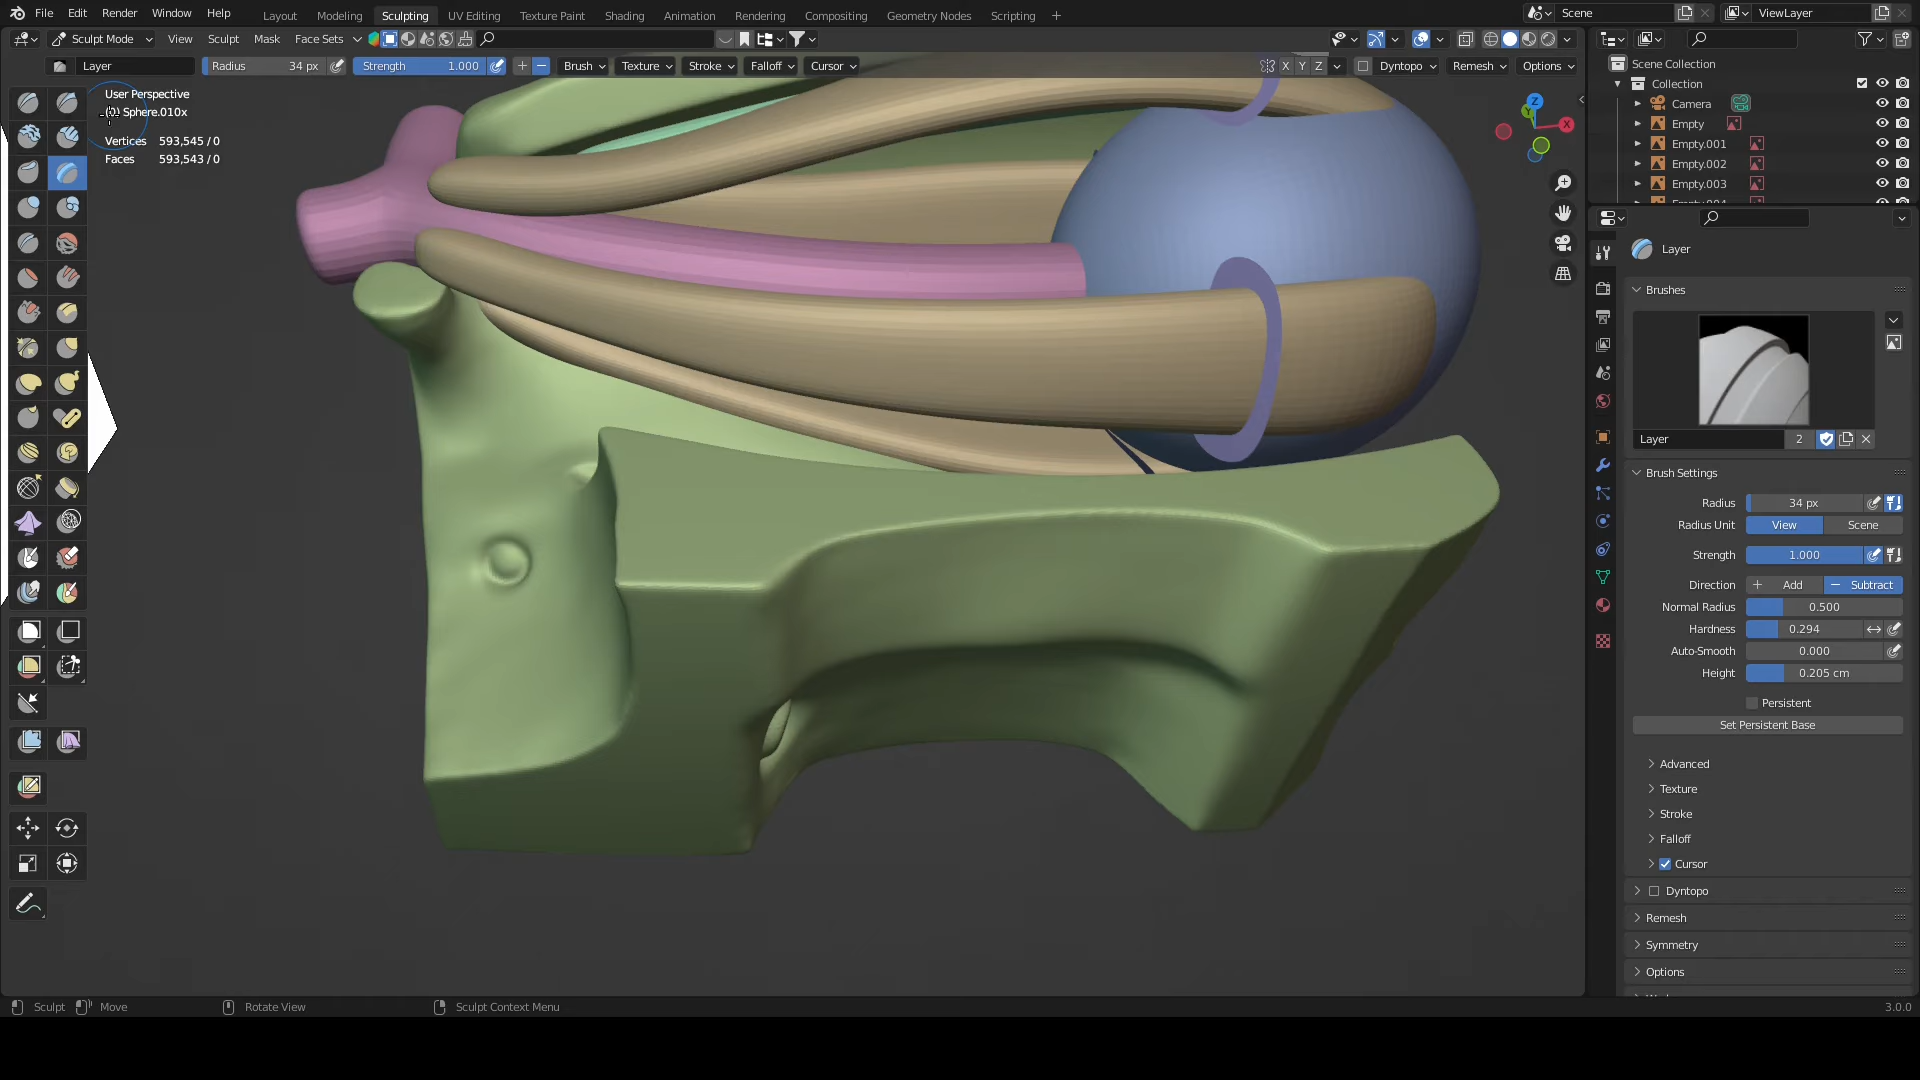 File Edit Render Window Help
Layout Modeling Sculpting UV Editing Texture Paint Shading Animation Rendering Compositing Geometry Nodes Scripting +
Scene
ViewLayer
Sculpt Mode View Sculpt Mask Face Sets
Layer Radius 34 px Strength 1.000 Brush Texture Stroke Falloff Cursor X Y Z Dyntopo Remesh Options
User Perspective
(0) Sphere.010x
Vertices 593,545 / 0
Faces 593,543 / 0
Z
X
Y
Scene Collection
Collection
Camera
Empty
Empty.001
Empty.002
Empty.003
Layer
Brushes
Layer 2
Brush Settings
Radius 34 px
Radius Unit View Scene
Strength 1.000
Direction + Add − Subtract
Normal Radius 0.500
Hardness 0.294
Auto-Smooth 0.000
Height 0.205 cm
Persistent
Set Persistent Base
Advanced
Texture
Stroke
Falloff
Cursor
Dyntopo
Remesh
Symmetry
Options
Sculpt Move Rotate View Sculpt Context Menu 3.0.0